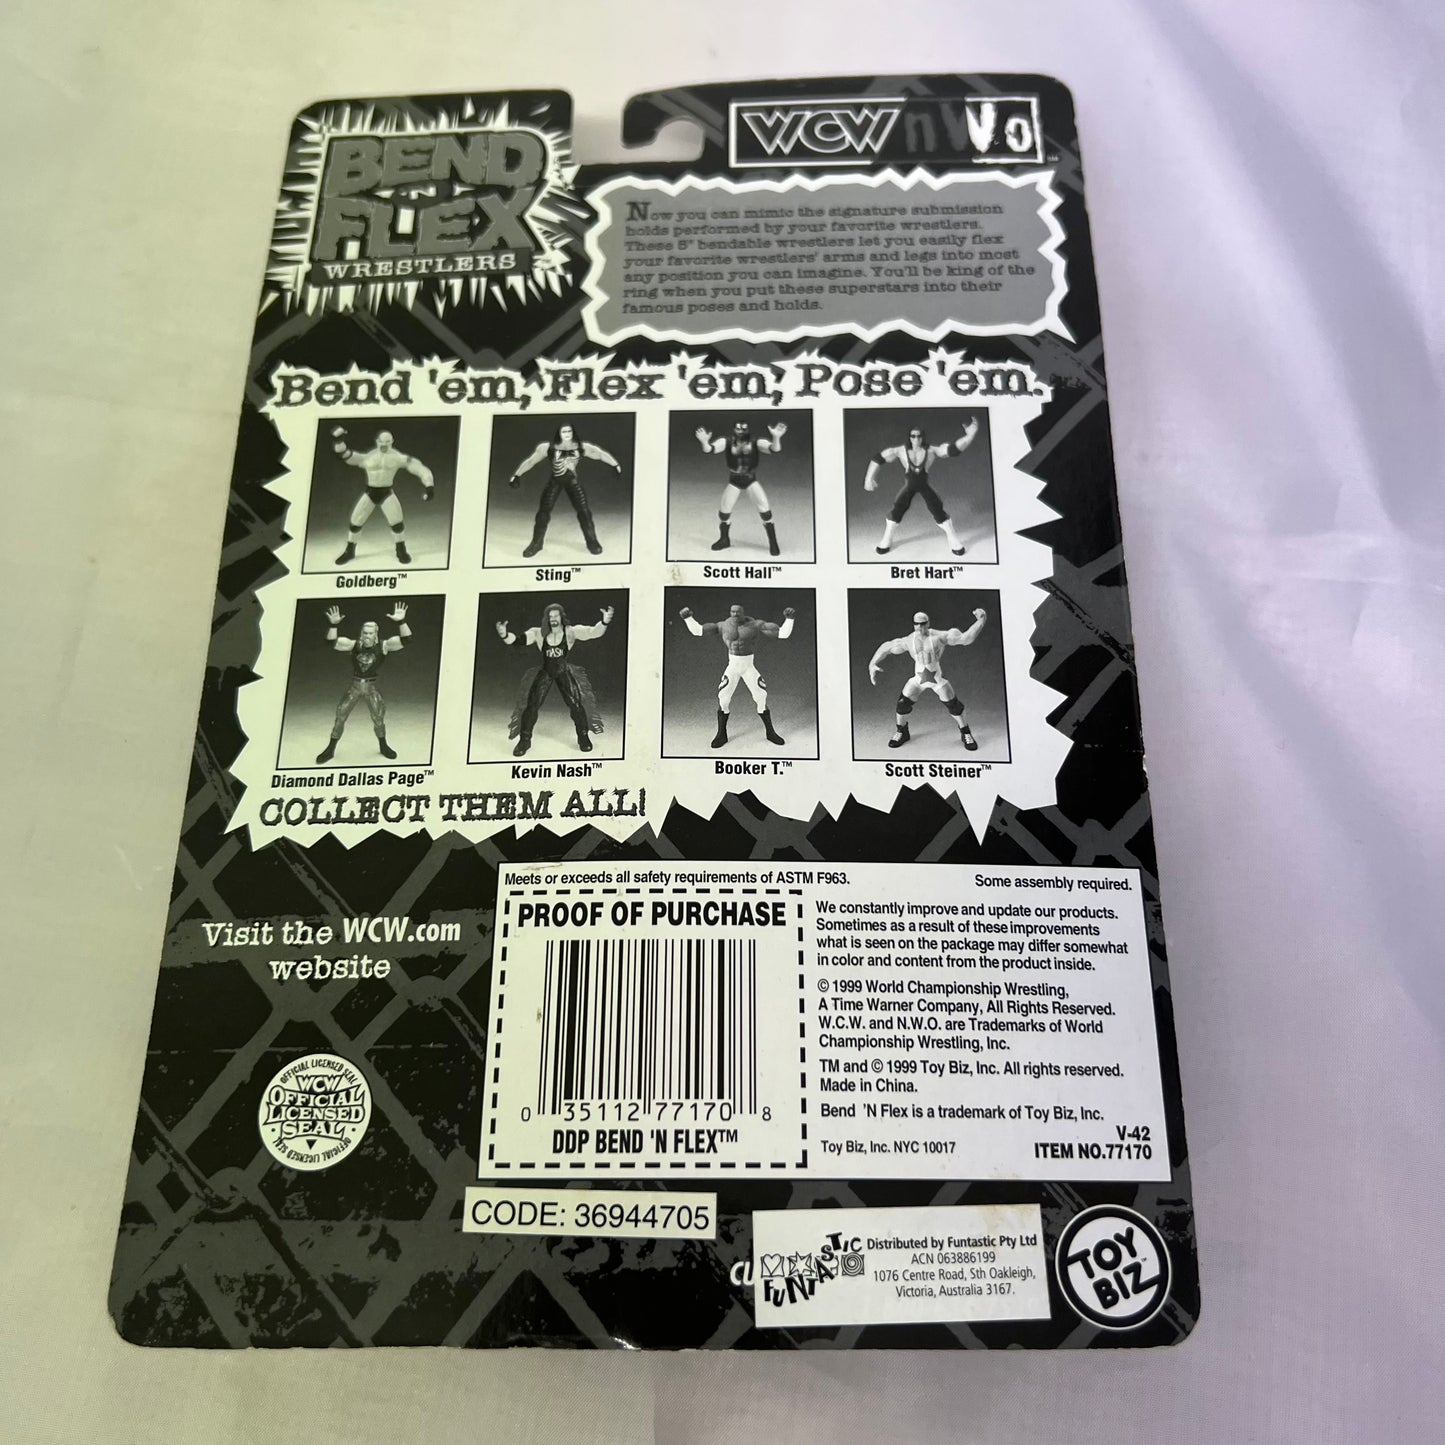 BEND
'N
FLEX
WRESTLERS
WCW nWo
Now you can mimic the signature submission
holds performed by your favorite wrestlers.
These 5" bendable wrestlers let you easily flex
your favorite wrestlers' arms and legs into most
any position you can imagine. You'll be king of the
ring when you put these superstars into their
famous poses and holds.
Bend 'em, Flex 'em, Pose 'em.
Goldberg™
Sting™
Scott Hall™
Bret Hart™
NASH
Diamond Dallas Page™
Kevin Nash™
Booker T.™
Scott Steiner™
COLLECT THEM ALL!
Visit the WCW.com
website
OFFICIAL LICENSED SEAL
WCW
OFFICIAL
LICENSED
SEAL
OFFICIAL LICENSED SEAL
Meets or exceeds all safety requirements of ASTM F963.
Some assembly required.
PROOF OF PURCHASE
0 35112 77170 8
DDP BEND 'N FLEX™
We constantly improve and update our products.
Sometimes as a result of these improvements
what is seen on the package may differ somewhat
in color and content from the product inside.
© 1999 World Championship Wrestling,
A Time Warner Company, All Rights Reserved.
W.C.W. and N.W.O. are Trademarks of World
Championship Wrestling, Inc.
TM and © 1999 Toy Biz, Inc. All rights reserved.
Made in China.
Bend 'N Flex is a trademark of Toy Biz, Inc.
V-42
Toy Biz, Inc. NYC 10017
ITEM NO.77170
CODE: 36944705
FUNTASTIC
Distributed by Funtastic Pty Ltd
ACN 063886199
1076 Centre Road, Sth Oakleigh,
Victoria, Australia 3167.
TOY
BIZ™